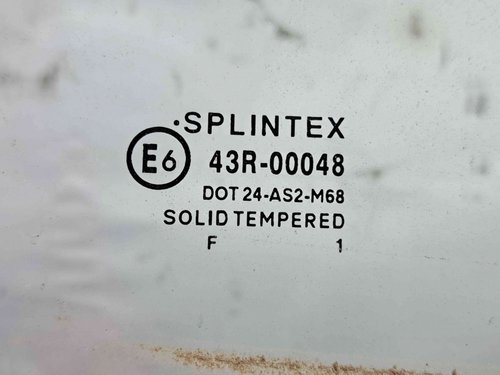 ·SPLINTEX
E6 43R-00048
DOT 24-AS2-M68
SOLID TEMPERED
F 1